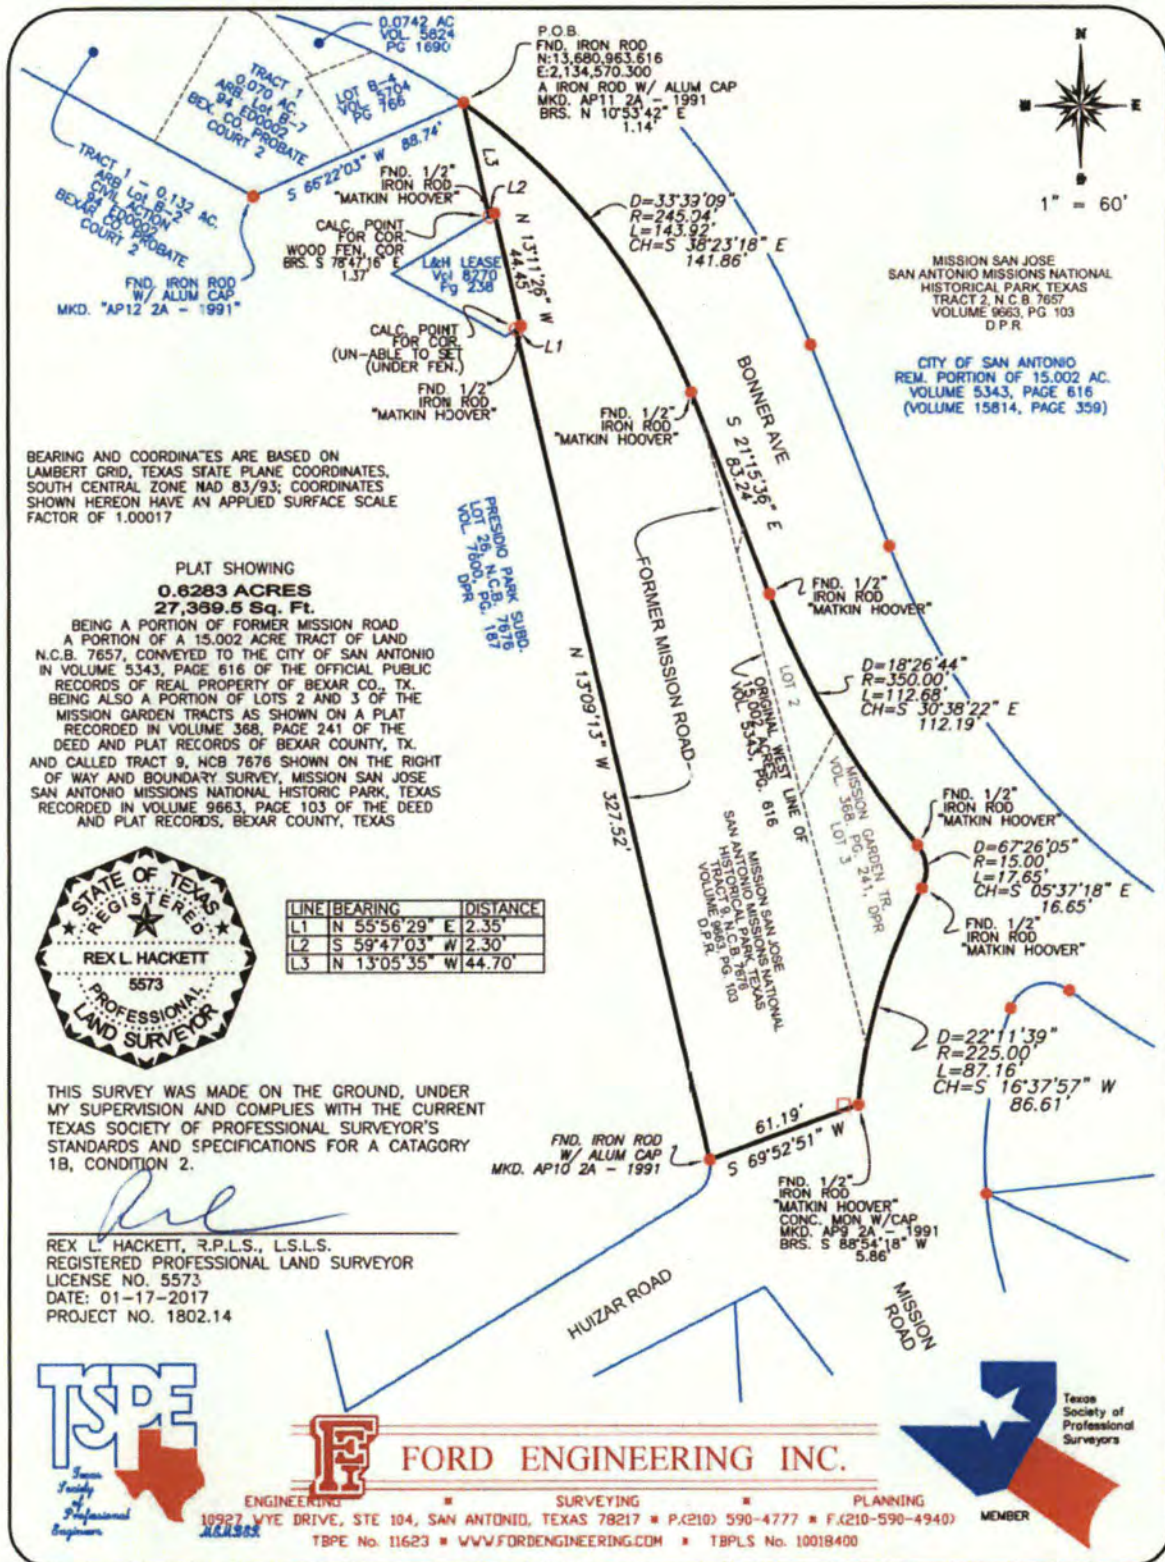 0.0742 AC
VOL. 5824
PG 1690
P.O.B.
FND. IRON ROD
N:13,680,963.616
E:2,134,570.300
A IRON ROD W/ ALUM CAP
MKD. AP11 2A - 1991
BRS. N 10°53'42" E
1.14'
N
E
1" = 60'
TRACT 1
0.070 AC.
ARB. Lot B-7
94 ED0002
BEX. CO. PROBATE
COURT 2
LOT B-4
VOL. 5704
PG 766
TRACT 1 - 0.132 AC.
ARB Lot B-2
CIVIL ACTION
94 ED0002
BEXAR CO. PROBATE
COURT 2
S 66°22'03" W 88.74'
FND. IRON ROD
W/ ALUM CAP
MKD. "AP12 2A - 1991"
L3
FND. 1/2"
IRON ROD
"MATKIN HOOVER"
L2
CALC. POINT
FOR COR.
WOOD FEN. COR
BRS. S 78°47'16" E
1.37'
N 13°11'26" W
44.45'
L&H LEASE
Vol 8270
Pg 238
CALC. POINT
FOR COR.
(UN-ABLE TO SET
(UNDER FEN.)
L1
FND. 1/2"
IRON ROD
"MATKIN HOOVER"
D=33°39'09"
R=245.04'
L=143.92'
CH=S 38°23'18" E
141.86'
MISSION SAN JOSE
SAN ANTONIO MISSIONS NATIONAL
HISTORICAL PARK, TEXAS
TRACT 2, N.C.B. 7657
VOLUME 9663, PG. 103
D.P.R.
CITY OF SAN ANTONIO
REM. PORTION OF 15.002 AC.
VOLUME 5343, PAGE 616
(VOLUME 15814, PAGE 359)
BONNER AVE
FND. 1/2"
IRON ROD
"MATKIN HOOVER"
S 21°15'36" E
83.24'
BEARING AND COORDINATES ARE BASED ON
LAMBERT GRID, TEXAS STATE PLANE COORDINATES,
SOUTH CENTRAL ZONE NAD 83/93; COORDINATES
SHOWN HEREON HAVE AN APPLIED SURFACE SCALE
FACTOR OF 1.00017
PRESIDIO PARK SUBD.
LOT 26, N.C.B. 7676
VOL. 7600, PG. 187
DPR
FORMER MISSION ROAD
FND. 1/2"
IRON ROD
"MATKIN HOOVER"
PLAT SHOWING
0.6283 ACRES
27,369.5 Sq. Ft.
BEING A PORTION OF FORMER MISSION ROAD
A PORTION OF A 15.002 ACRE TRACT OF LAND
N.C.B. 7657, CONVEYED TO THE CITY OF SAN ANTONIO
IN VOLUME 5343, PAGE 616 OF THE OFFICIAL PUBLIC
RECORDS OF REAL PROPERTY OF BEXAR CO., TX.
BEING ALSO A PORTION OF LOTS 2 AND 3 OF THE
MISSION GARDEN TRACTS AS SHOWN ON A PLAT
RECORDED IN VOLUME 368, PAGE 241 OF THE
DEED AND PLAT RECORDS OF BEXAR COUNTY, TX.
AND CALLED TRACT 9, NCB 7676 SHOWN ON THE RIGHT
OF WAY AND BOUNDARY SURVEY, MISSION SAN JOSE
SAN ANTONIO MISSIONS NATIONAL HISTORIC PARK, TEXAS
RECORDED IN VOLUME 9663, PAGE 103 OF THE DEED
AND PLAT RECORDS, BEXAR COUNTY, TEXAS
N 13°09'13" W 327.52'
LOT 2
ORIGINAL WEST LINE OF
15.002 ACRES
VOL. 5343, PG. 616
D=18°26'44"
R=350.00'
L=112.68'
CH=S 30°38'22" E
112.19'
MISSION GARDEN TR.
VOL. 368, PG. 241, DPR
LOT 3
FND. 1/2"
IRON ROD
"MATKIN HOOVER"
D=67°26'05"
R=15.00'
L=17.65'
CH=S 05°37'18" E
16.65'
FND. 1/2"
IRON ROD
"MATKIN HOOVER"
MISSION SAN JOSE
SAN ANTONIO MISSIONS NATIONAL
HISTORICAL PARK, TEXAS
TRACT 9, N.C.B. 7676
VOLUME 9663, PG. 103
D.P.R.
STATE OF TEXAS
REGISTERED
REX L. HACKETT
5573
PROFESSIONAL
LAND SURVEYOR
LINE BEARING DISTANCE
L1 N 55°56'29" E 2.35'
L2 S 59°47'03" W 2.30'
L3 N 13°05'35" W 44.70'
D=22°11'39"
R=225.00'
L=87.16'
CH=S 16°37'57" W
86.61'
THIS SURVEY WAS MADE ON THE GROUND, UNDER
MY SUPERVISION AND COMPLIES WITH THE CURRENT
TEXAS SOCIETY OF PROFESSIONAL SURVEYOR'S
STANDARDS AND SPECIFICATIONS FOR A CATAGORY
1B, CONDITION 2.
FND. IRON ROD
W/ ALUM CAP
MKD. AP10 2A - 1991
61.19'
S 69°52'51" W
FND. 1/2"
IRON ROD
"MATKIN HOOVER"
CONC. MON W/CAP
MKD. AP9 2A - 1991
BRS. S 88°54'18" W
5.86'
REX L. HACKETT, R.P.L.S., L.S.L.S.
REGISTERED PROFESSIONAL LAND SURVEYOR
LICENSE NO. 5573
DATE: 01-17-2017
PROJECT NO. 1802.14
HUIZAR ROAD
MISSION
ROAD
TSPE
Texas
Society
of
Professional
Engineers
MEMBER
FORD ENGINEERING INC.
ENGINEERING SURVEYING PLANNING
10927 WYE DRIVE, STE 104, SAN ANTONIO, TEXAS 78217 P.(210) 590-4777 F.(210-590-4940)
TBPE No. 11623 WWW.FORDENGINEERING.COM TBPLS No. 10018400
Texas
Society of
Professional
Surveyors
MEMBER